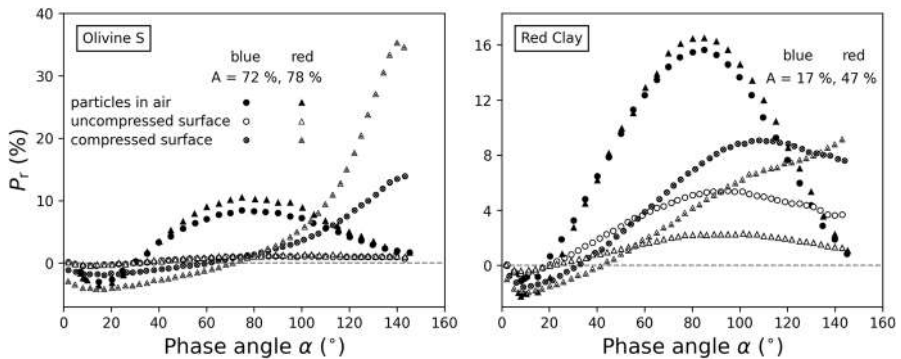 Olivine S
blue red
A = 72 % , 78 %
particles in air
uncompressed surface
compressed surface
40
30
20
10
0
P_r (%)
0 20 40 60 80 100 120 140 160
Phase angle α (°)
Red Clay
blue red
A = 17 % , 47 %
16
12
8
4
0
0 20 40 60 80 100 120 140 160
Phase angle α (°)